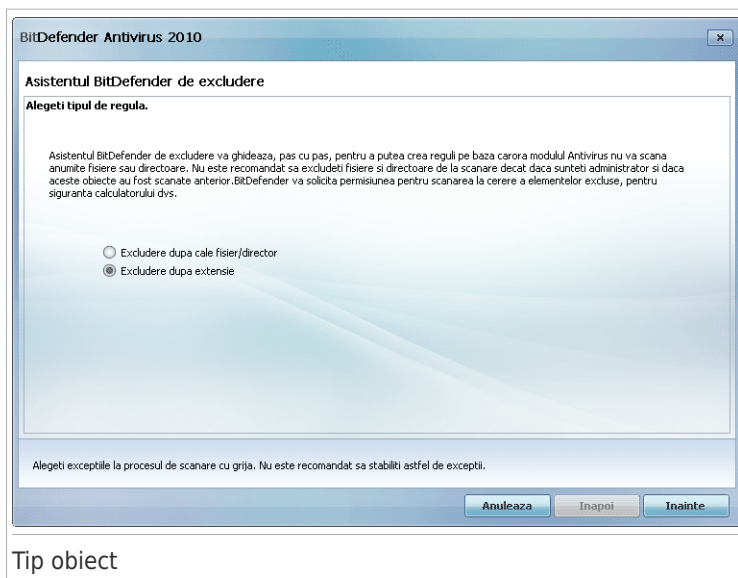 BitDefender Antivirus 2010
Asistentul BitDefender de excludere
Alegeti tipul de regula.
Asistentul BitDefender de excludere va ghideaza, pas cu pas, pentru a putea crea reguli pe baza carora modulul Antivirus nu va scana
anumite fisiere sau directoare. Nu este recomandat sa excludeti fisiere si directoare de la scanare decat daca sunteti administrator si daca
aceste obiecte au fost scanate anterior.BitDefender va solicita permisiunea pentru scanarea la cerere a elementelor excluse, pentru
siguranta calculatorului dvs.
Excludere dupa cale fisier/director
Excludere dupa extensie
Alegeti exceptiile la procesul de scanare cu grija. Nu este recomandat sa stabiliti astfel de exceptii.
Anuleaza Inapoi Inainte
Tip obiect